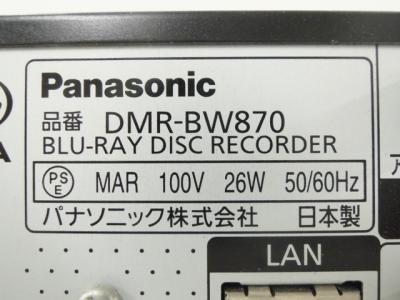 Panasonic
品番 DMR-BW870
BLU-RAY DISC RECORDER
PS E MAR 100V 26W 50/60Hz
パナソニック株式会社 日本製
LAN
A
ア